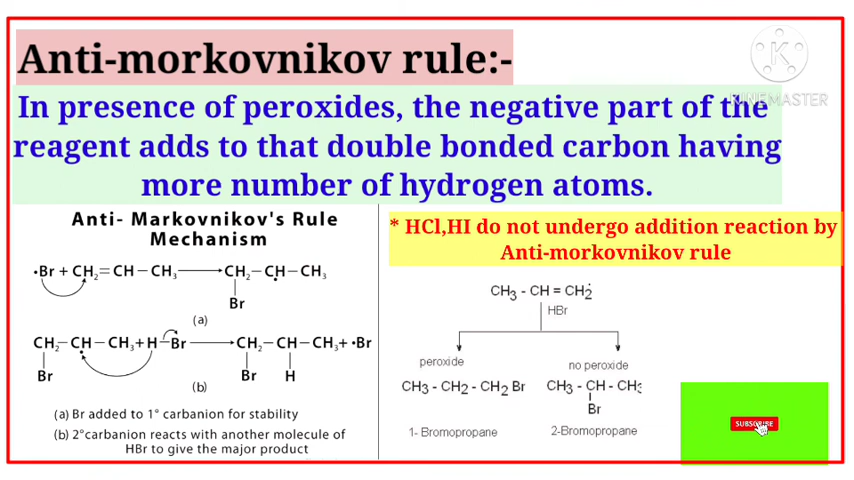 Anti-morkovnikov rule:-
K
KINEMASTER
In presence of peroxides, the negative part of the
reagent adds to that double bonded carbon having
more number of hydrogen atoms.
Anti- Markovnikov's Rule
Mechanism
•Br + CH₂=CH – CH₃ ⟶ CH₂– CH – CH₃
Br
(a)
CH₂– CH – CH₃ + H – Br ⟶ CH₂– CH – CH₃ + •Br
Br
Br H
(b)
(a) Br added to 1° carbanion for stability
(b) 2°carbanion reacts with another molecule of
HBr to give the major product
* HCl,HI do not undergo addition reaction by
Anti-morkovnikov rule
CH₃ - CH = CH₂
HBr
peroxide
no peroxide
CH₃ - CH₂ - CH₂ Br
CH₃ - CH - CH₃
Br
1- Bromopropane
2-Bromopropane
SUBSCRIBE